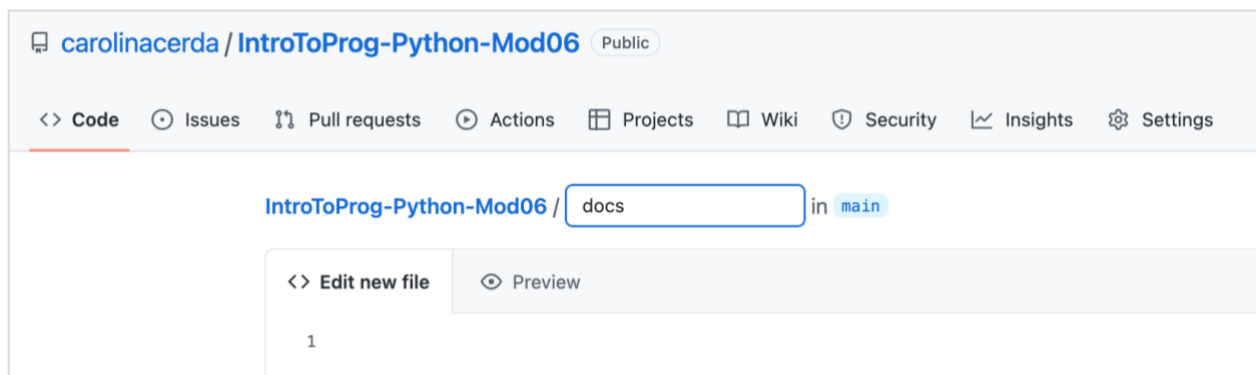 carolinacerda / IntroToProg-Python-Mod06 Public
<> Code Issues Pull requests Actions Projects Wiki Security Insights Settings
IntroToProg-Python-Mod06 / docs in main
<> Edit new file Preview
1